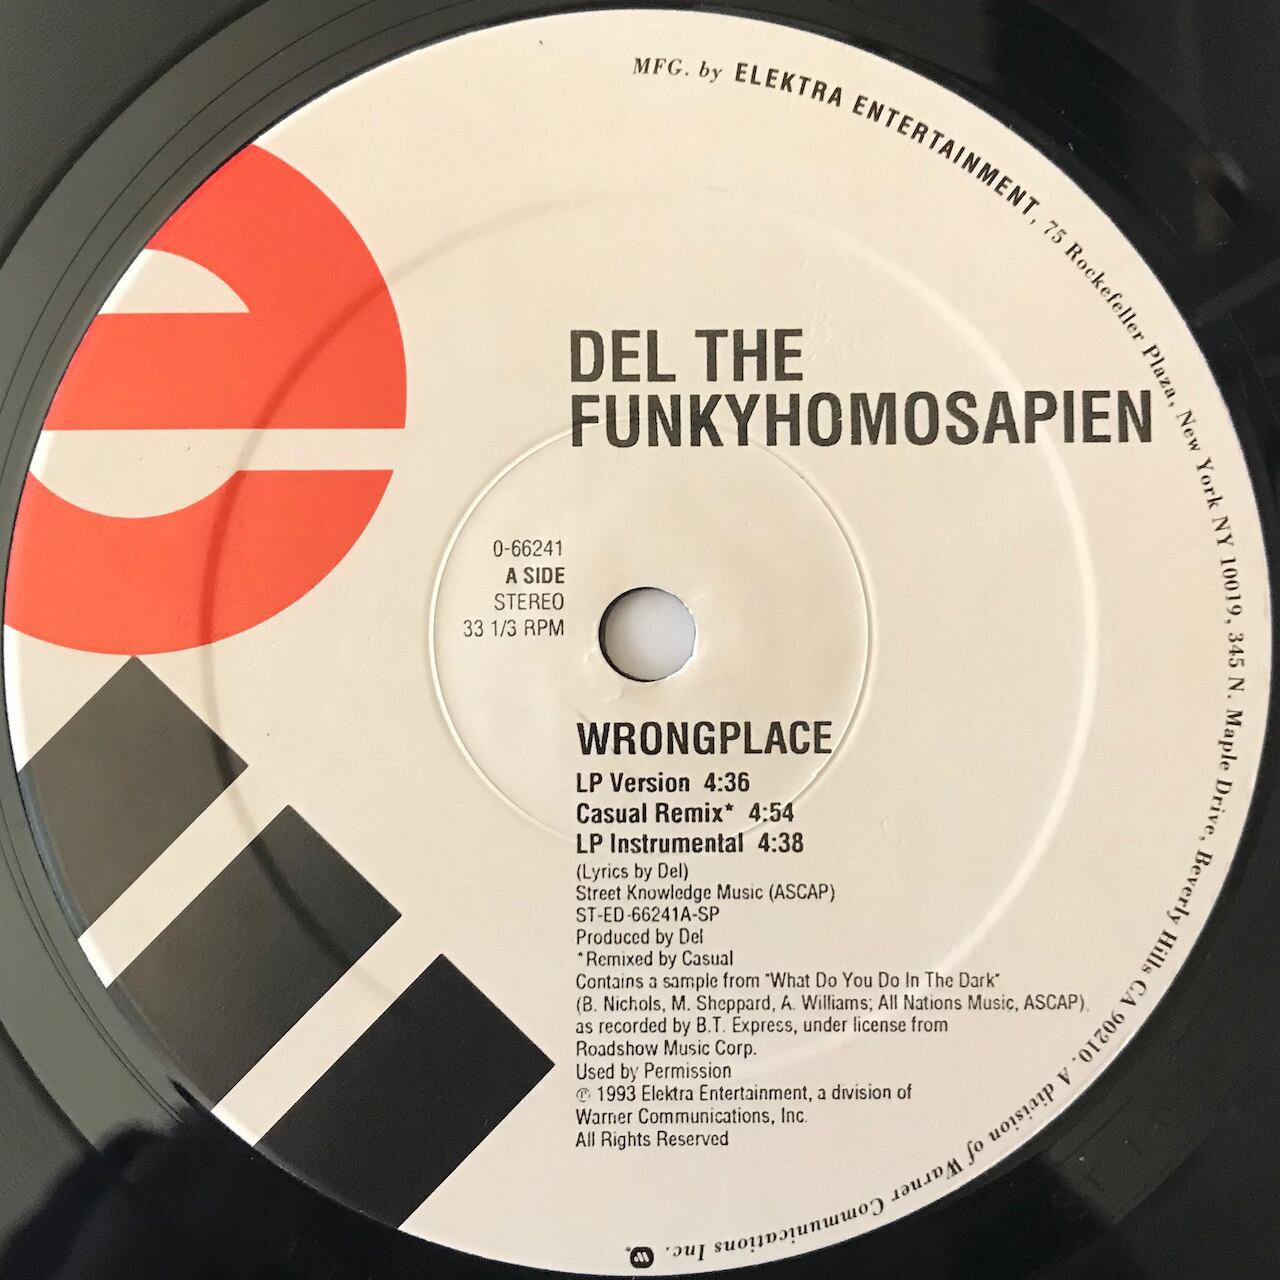 MFG. by ELEKTRA ENTERTAINMENT, 75 Rockefeller Plaza, New York NY 10019, 345 N. Maple Drive, Beverly Hills CA 90210. A division of Warner Communications Inc.
e
DEL THE
FUNKYHOMOSAPIEN
0-66241
A SIDE
STEREO
33 1/3 RPM
WRONGPLACE
LP Version 4:36
Casual Remix* 4:54
LP Instrumental 4:38
(Lyrics by Del)
Street Knowledge Music (ASCAP)
ST-ED-66241A-SP
Produced by Del
*Remixed by Casual
Contains a sample from "What Do You Do In The Dark"
(B. Nichols, M. Sheppard, A. Williams; All Nations Music, ASCAP).
as recorded by B.T. Express, under license from
Roadshow Music Corp.
Used by Permission
℗ 1993 Elektra Entertainment, a division of
Warner Communications, Inc.
All Rights Reserved